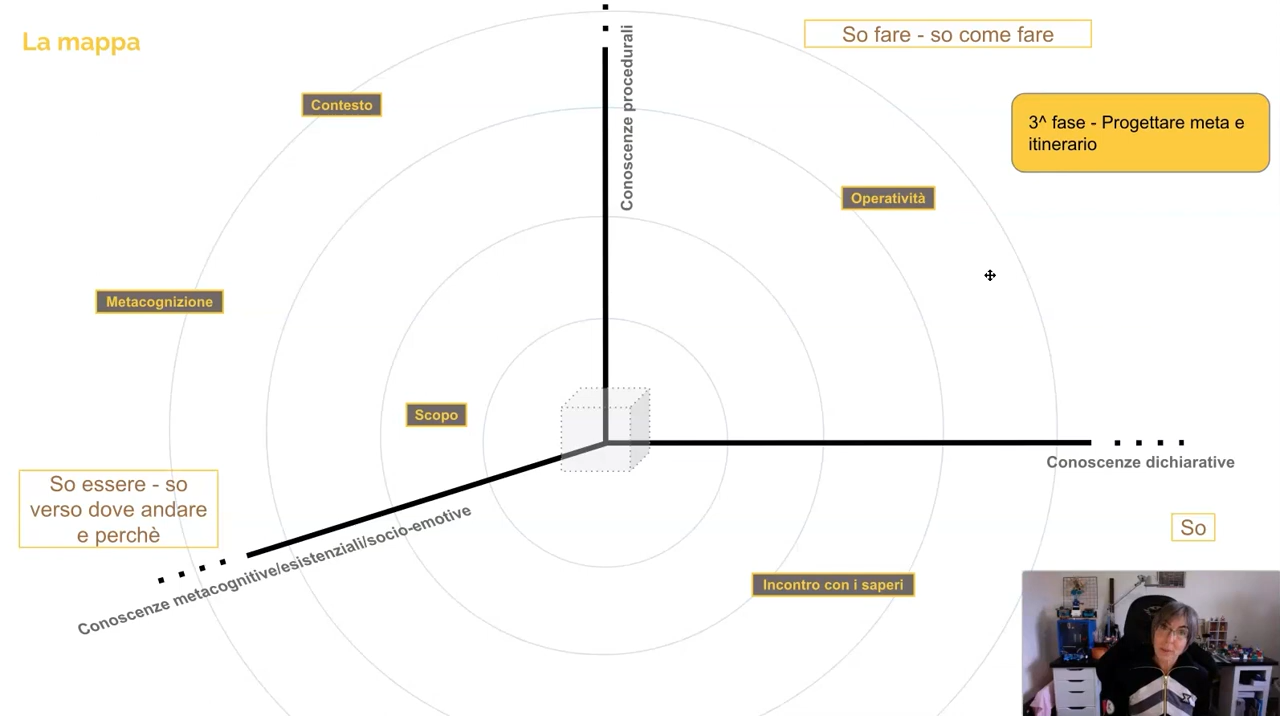 La mappa
So fare - so come fare
Conoscenze procedurali
Contesto
3^ fase - Progettare meta e
itinerario
Operatività
Metacognizione
Scopo
Conoscenze dichiarative
So essere - so
verso dove andare
e perchè
Conoscenze metacognitive/esistenziali/socio-emotive
So
Incontro con i saperi